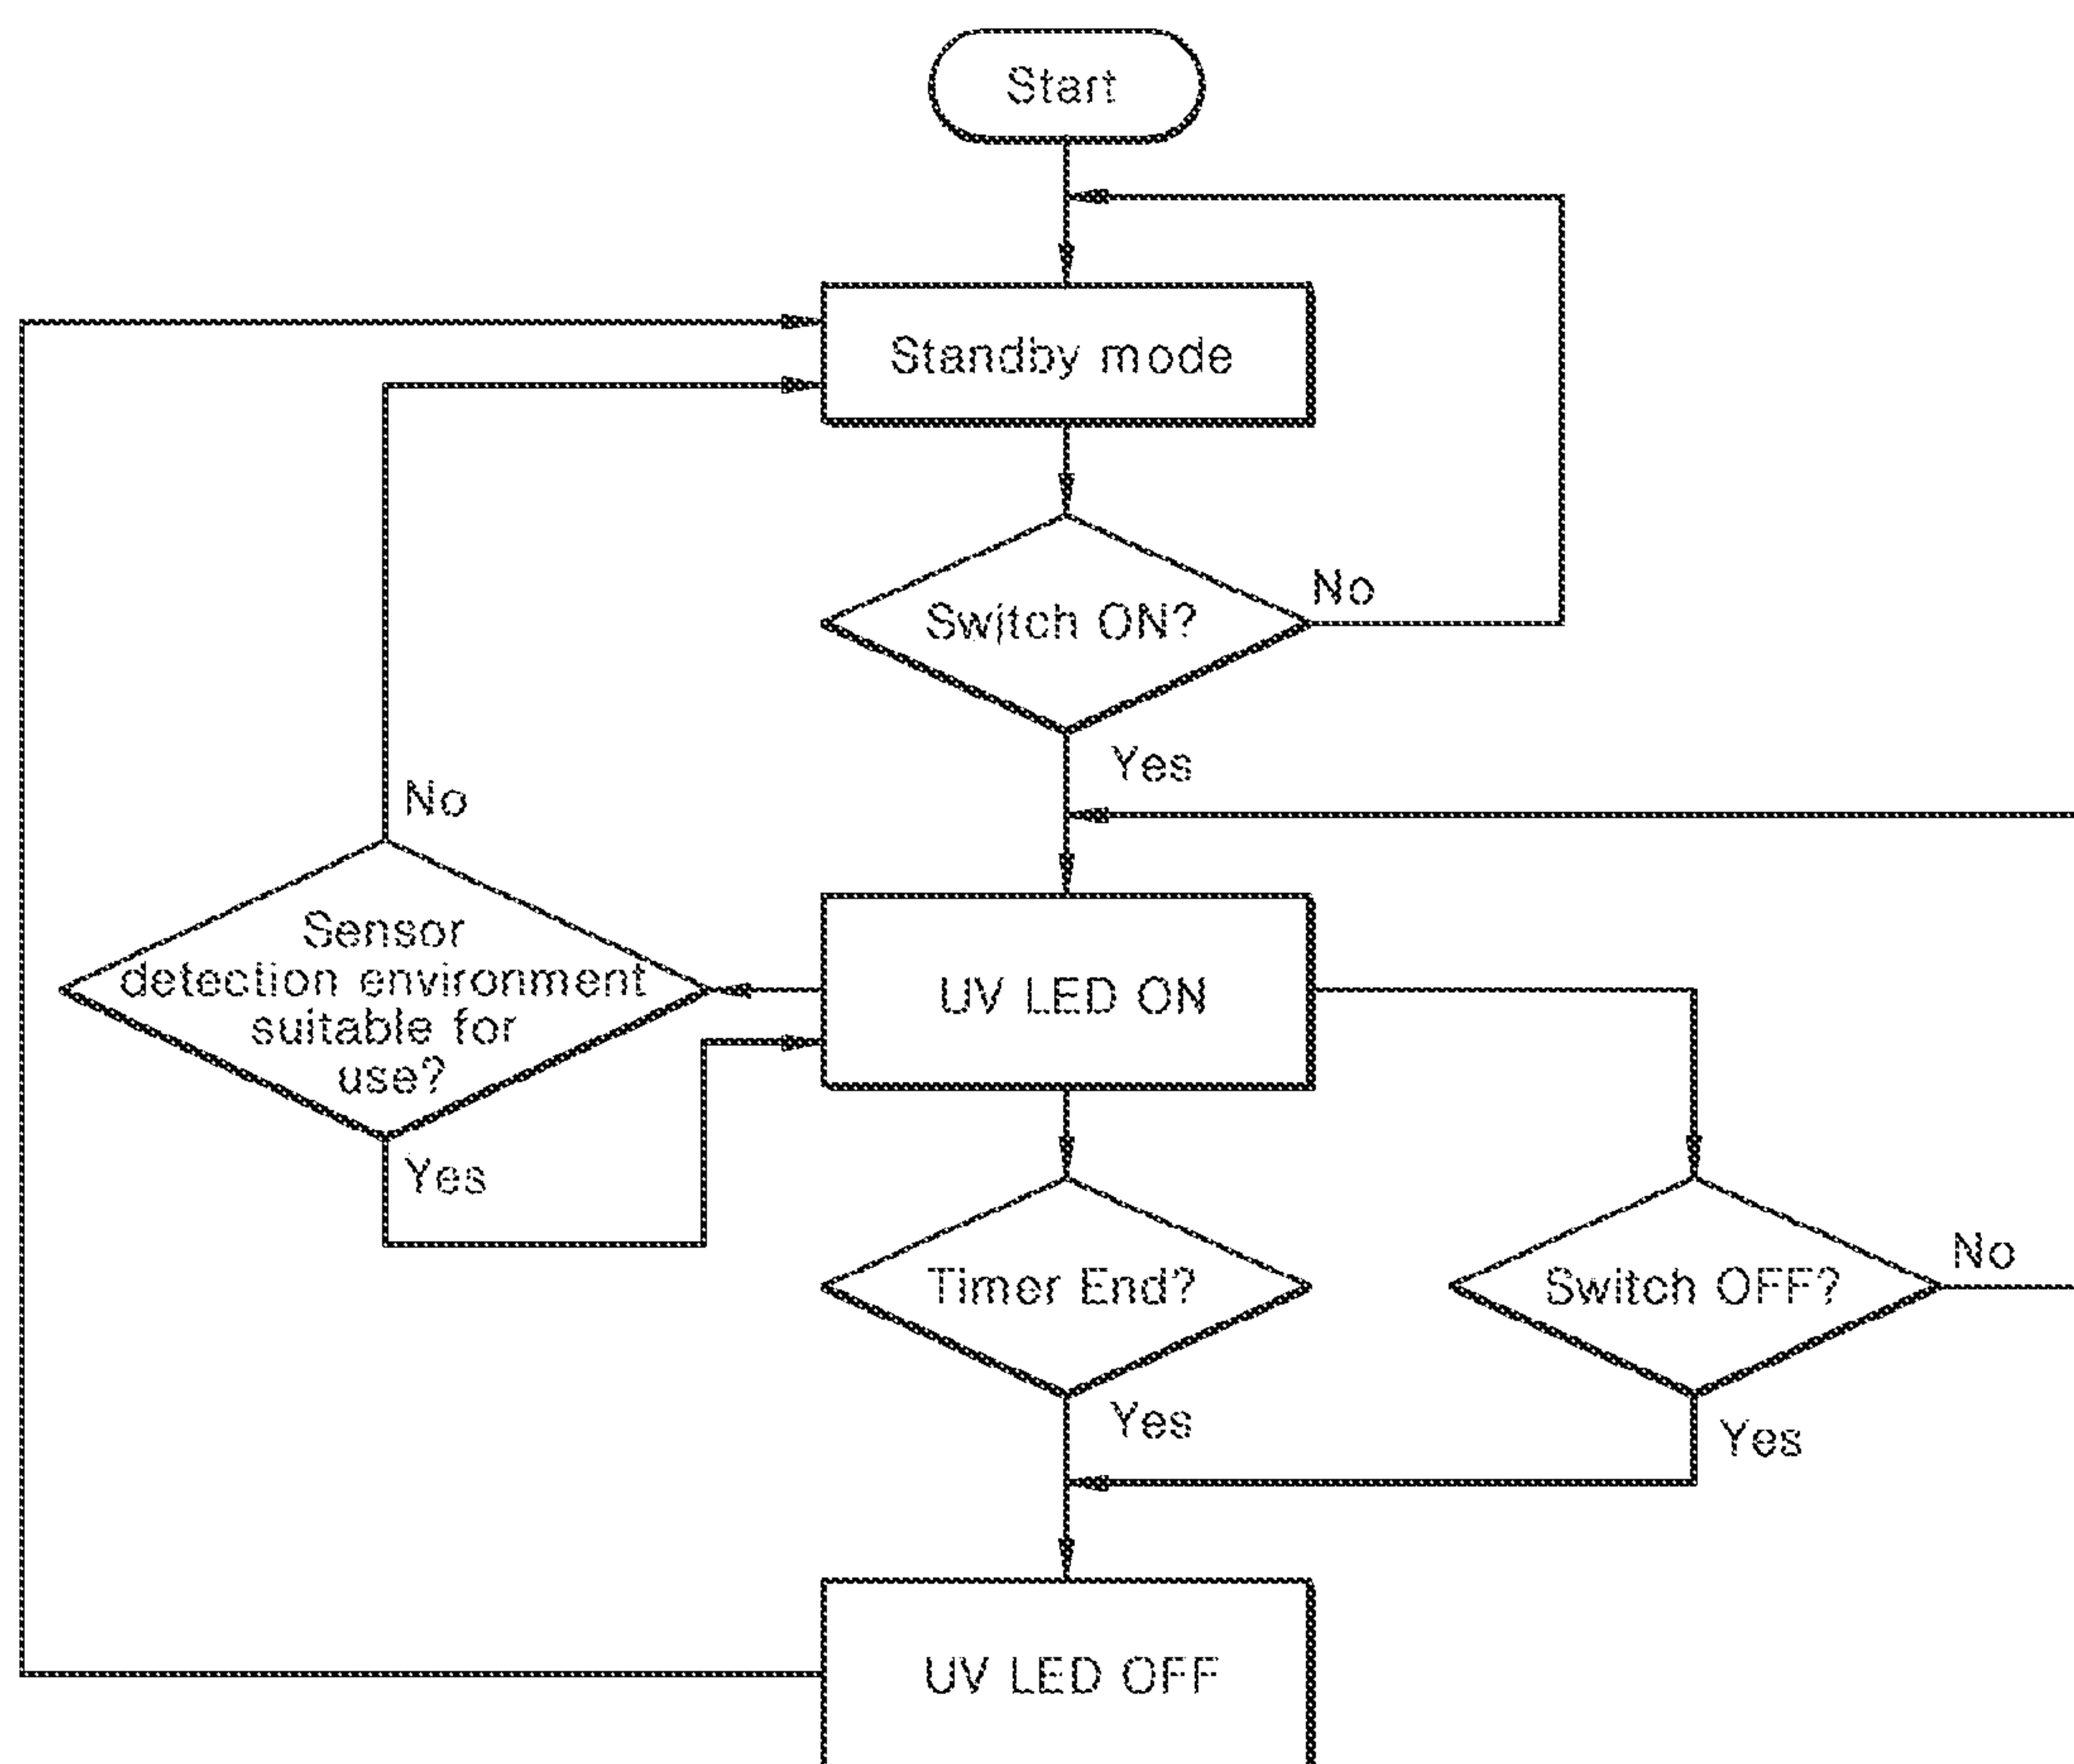 Start
Standby mode
Switch ON?
No
Yes
No
Sensor
detection environment
suitable for
use?
Yes
UV LED ON
Timer End?
Yes
Switch OFF?
No
Yes
UV LED OFF